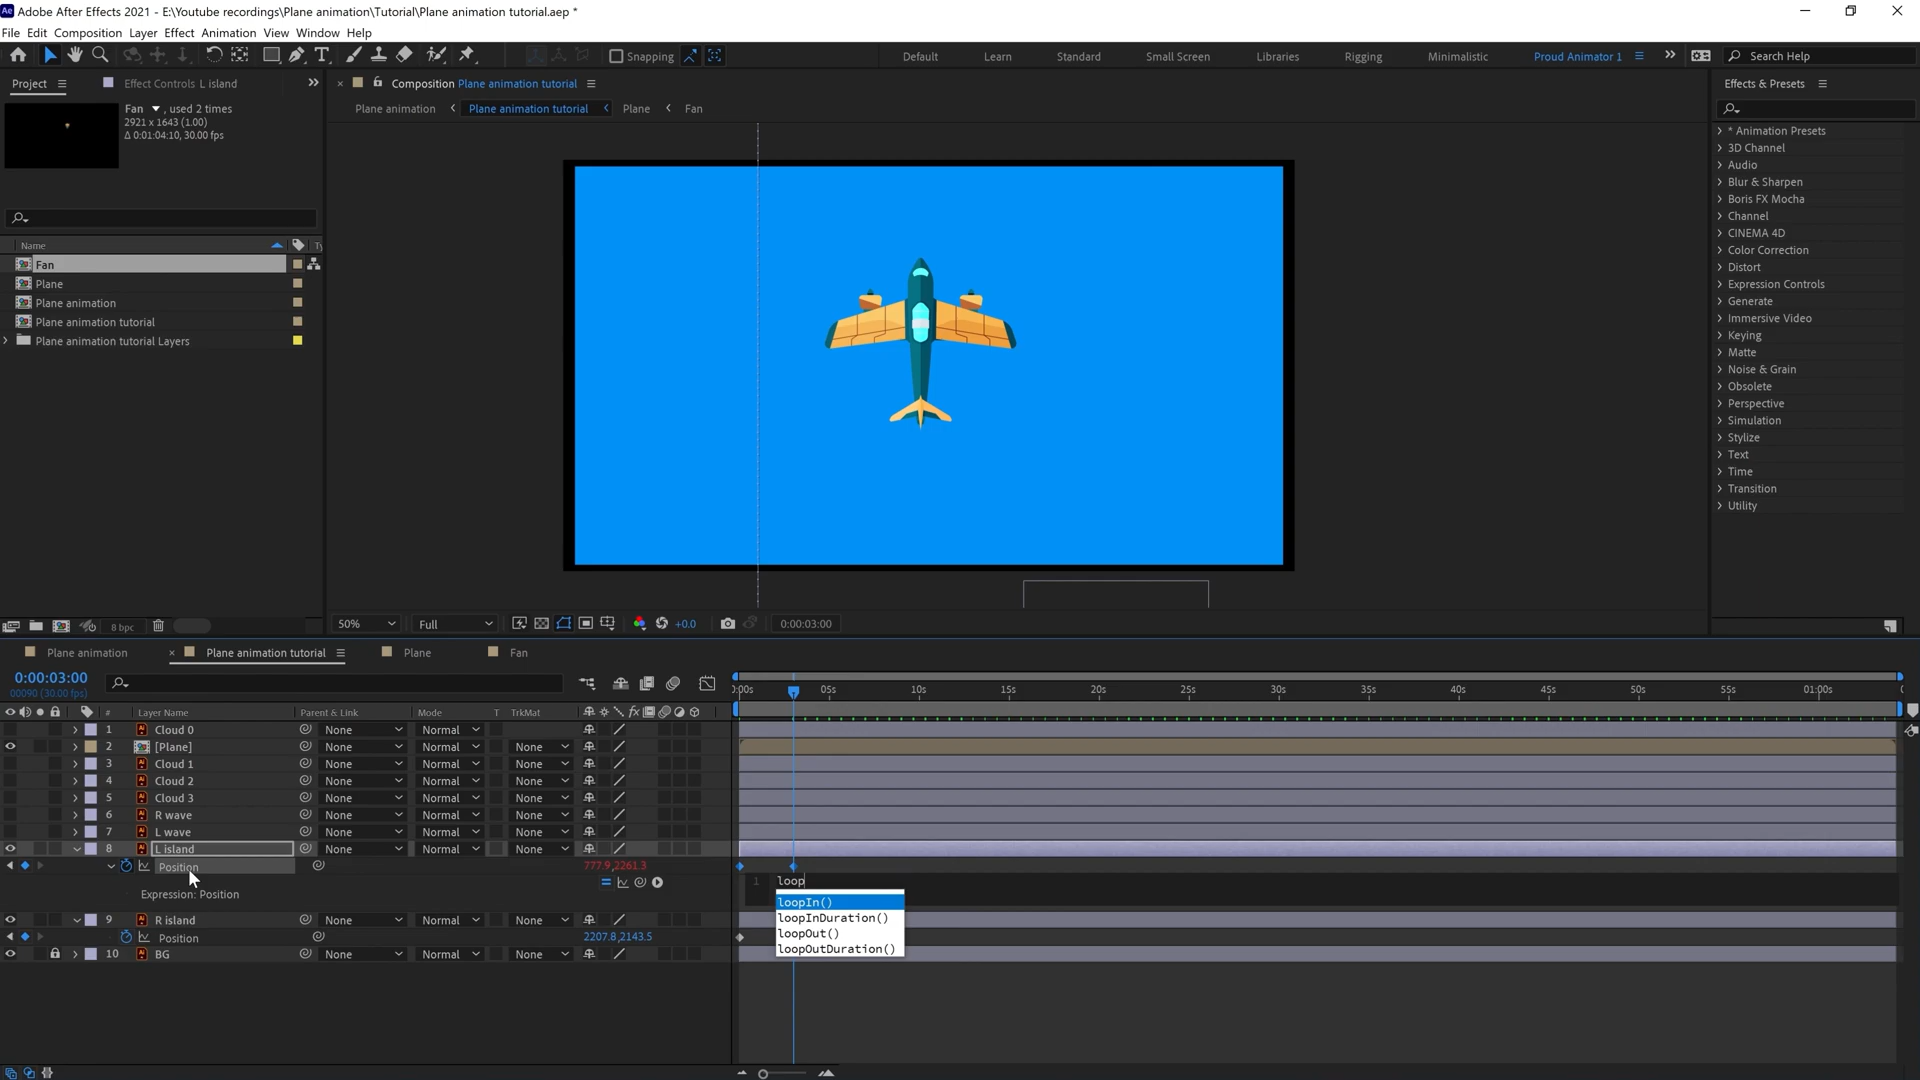 Ae Adobe After Effects 2021 - E:\Youtube recordings\Plane animation\Tutorial\Plane animation tutorial.aep *
File Edit Composition Layer Effect Animation View Window Help
Snapping
Default Learn Standard Small Screen Libraries Rigging Minimalistic Proud Animator 1 Search Help
Project Effect Controls L island
Composition Plane animation tutorial
Effects & Presets
Fan , used 2 times
2921 x 1643 (1.00)
Δ 0:01:04:10, 30.00 fps
Plane animation Plane animation tutorial Plane Fan
Name Ty
Fan
Plane
Plane animation
Plane animation tutorial
Plane animation tutorial Layers
* Animation Presets
3D Channel
Audio
Blur & Sharpen
Boris FX Mocha
Channel
CINEMA 4D
Color Correction
Distort
Expression Controls
Generate
Immersive Video
Keying
Matte
Noise & Grain
Obsolete
Perspective
Simulation
Stylize
Text
Time
Transition
Utility
8 bpc
50% Full +0.0 0:00:03:00
Plane animation Plane animation tutorial Plane Fan
0:00:03:00
00090 (30.00 fps)
):00s 05s 10s 15s 20s 25s 30s 35s 40s 45s 50s 55s 01:00s
# Layer Name Parent & Link Mode T TrkMat
1 Cloud 0 None Normal
2 [Plane] None Normal None
3 Cloud 1 None Normal None
4 Cloud 2 None Normal None
5 Cloud 3 None Normal None
6 R wave None Normal None
7 L wave None Normal None
8 L island None Normal None
Position 777.9,2261.3
1 loop
Expression: Position
loopIn()
loopInDuration()
loopOut()
loopOutDuration()
9 R island None Normal None
Position 2207.8,2143.5
10 BG None Normal None